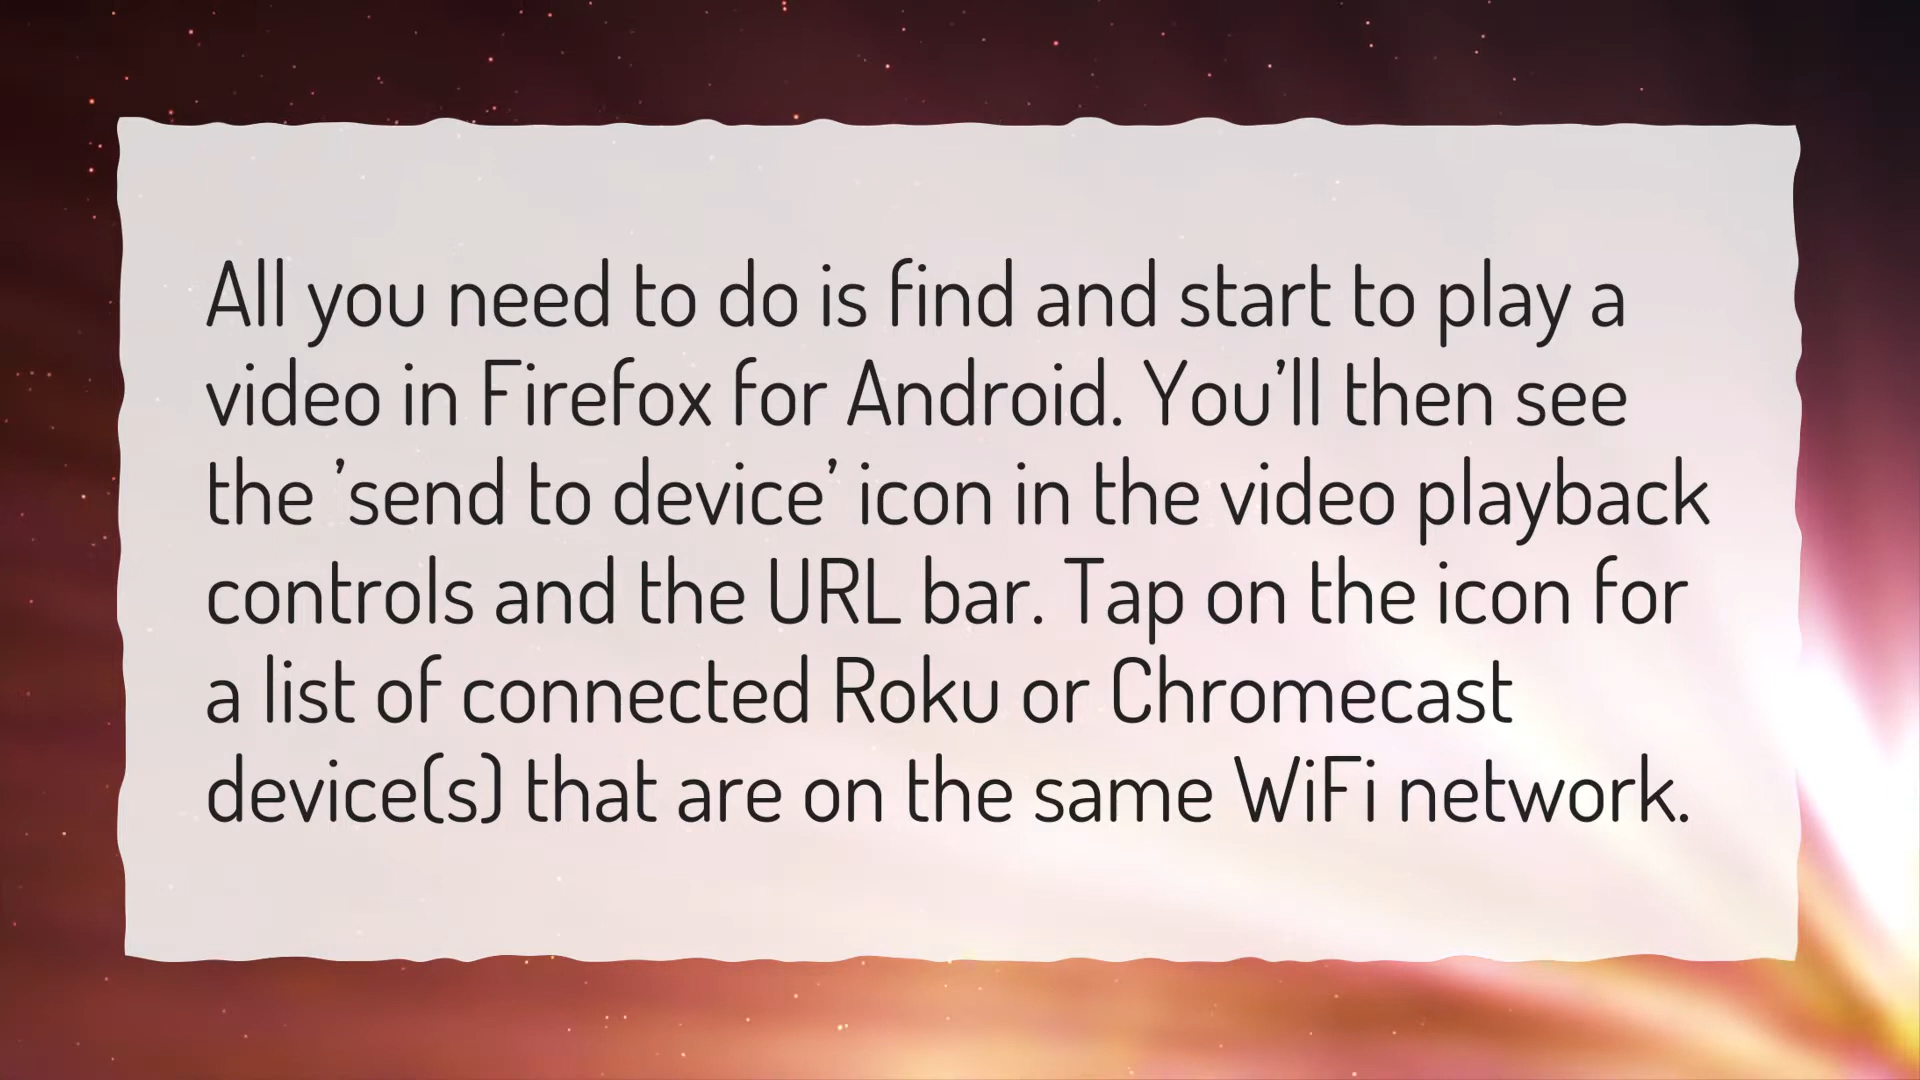 All you need to do is find and start to play a
video in Firefox for Android. You’ll then see
the ’send to device’ icon in the video playback
controls and the URL bar. Tap on the icon for
a list of connected Roku or Chromecast
device(s) that are on the same WiFi network.